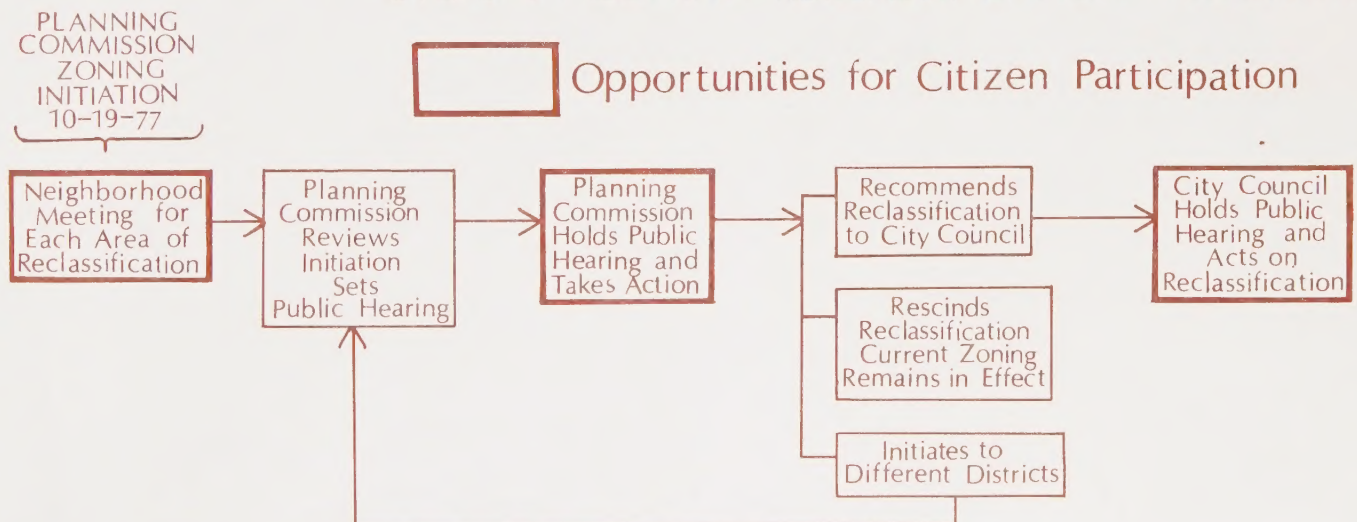 PLANNING
COMMISSION
ZONING
INITIATION
10-19-77
Opportunities for Citizen Participation
Neighborhood
Meeting for
Each Area of
Reclassification
Planning
Commission
Reviews
Initiation
Sets
Public Hearing
Planning
Commission
Holds Public
Hearing and
Takes Action
Recommends
Reclassification
to City Council
Rescinds
Reclassification
Current Zoning
Remains in Effect
Initiates to
Different Districts
City Council
Holds Public
Hearing and
Acts on
Reclassification